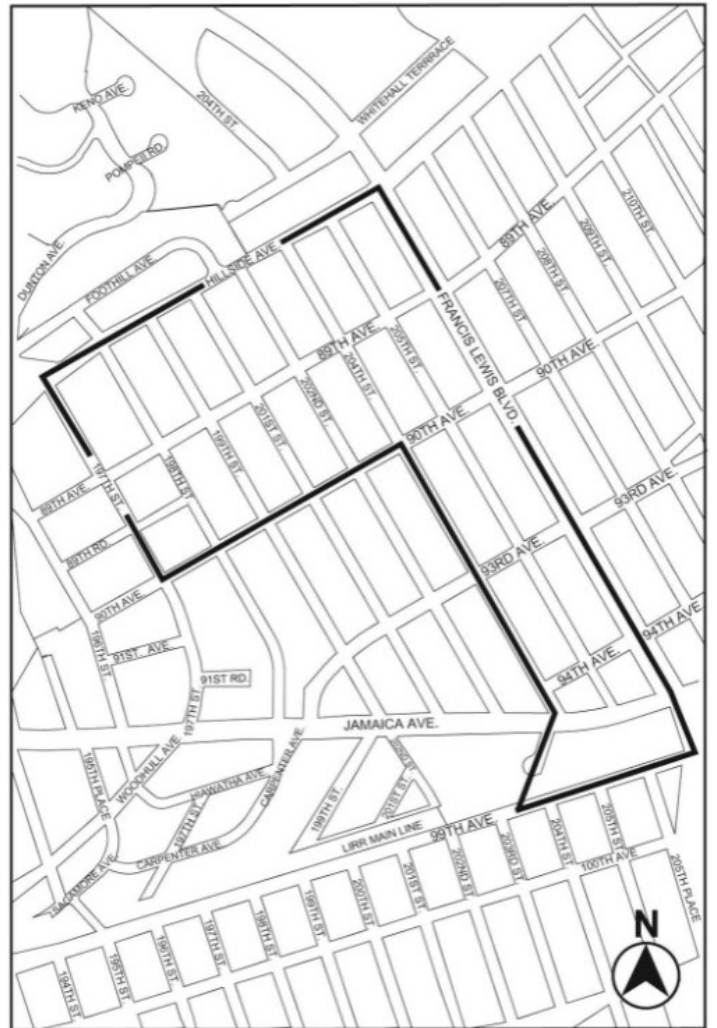 WHITEHALL TERRRACE
KENO AVE.
204TH ST.
POMPEII RD.
210TH ST.
89TH AVE.
209TH ST.
208TH ST.
207TH ST.
DUNTON AVE.
FOOTHILL AVE.
HILLSIDE AVE.
FRANCIS LEWIS BLVD.
89TH AVE.
205TH ST.
204TH ST.
202ND ST.
201ST ST.
199TH ST.
198TH ST.
90TH AVE.
90TH AVE.
197TH ST.
89TH AVE.
89TH RD.
90TH AVE.
93RD AVE.
93RD AVE.
94TH AVE.
94TH AVE.
196TH ST.
91ST AVE.
91ST RD.
197TH ST.
JAMAICA AVE.
WOODHULL AVE.
195TH PLACE
HIAWATHA AVE.
CARPENTER AVE.
197TH ST.
199TH ST.
202ND ST.
201ST ST.
CARPENTER AVE.
LIRR MAIN LINE
99TH AVE.
100TH AVE
205TH ST.
204TH ST.
203RD ST.
202ND ST.
201ST ST.
200TH ST.
199TH ST.
198TH ST.
197TH ST.
196TH ST.
195TH ST.
194TH ST.
205TH PLACE
N